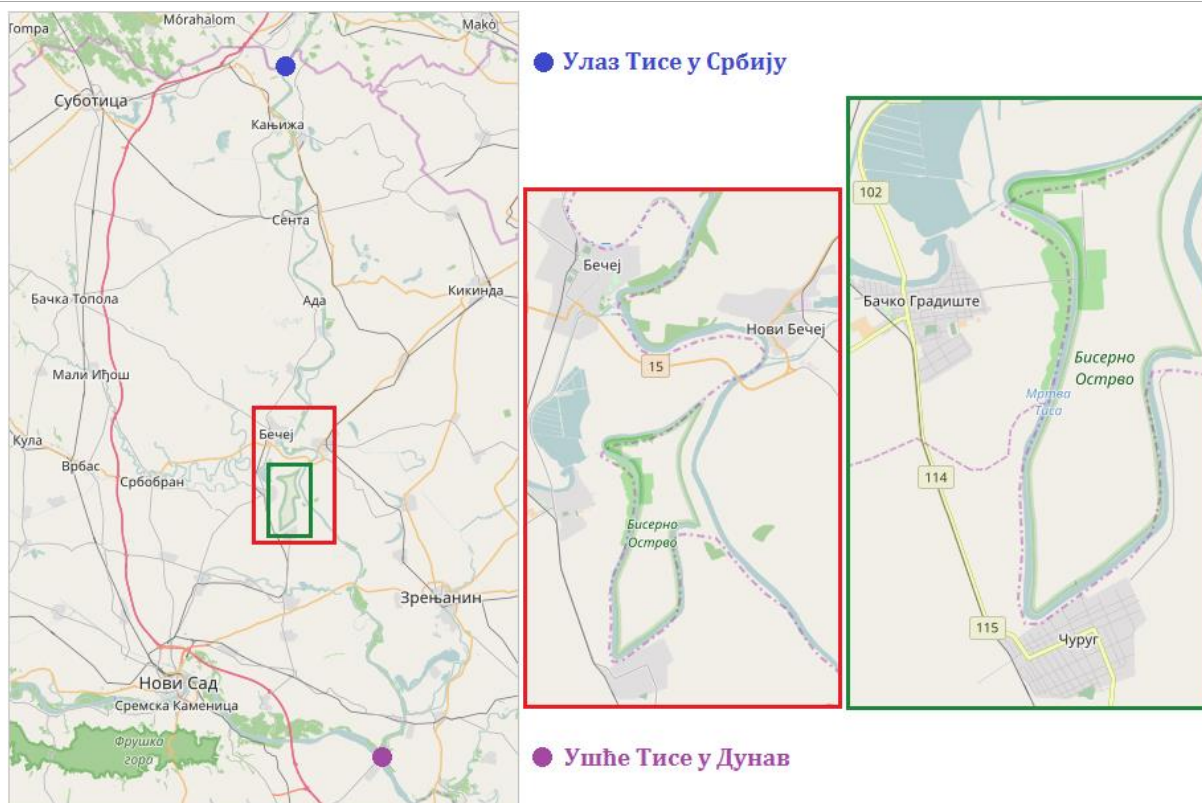 Mórahalom
Tompa
Makó
Суботица
Кањижа
Сента
Бачка Топола
Ада
Кикинда
Мали Иђош
Бечеј
Кула
Врбас
Србобран
Зрењанин
Нови Сад
Сремска Каменица
Фрушка
гора
Улаз Тисе у Србију
Бечеј
Нови Бечеј
15
Бисерно
Острво
102
Бачко Градиште
Бисерно
Острво
Мртва
Тиса
114
115
Чуруг
Ушће Тисе у Дунав